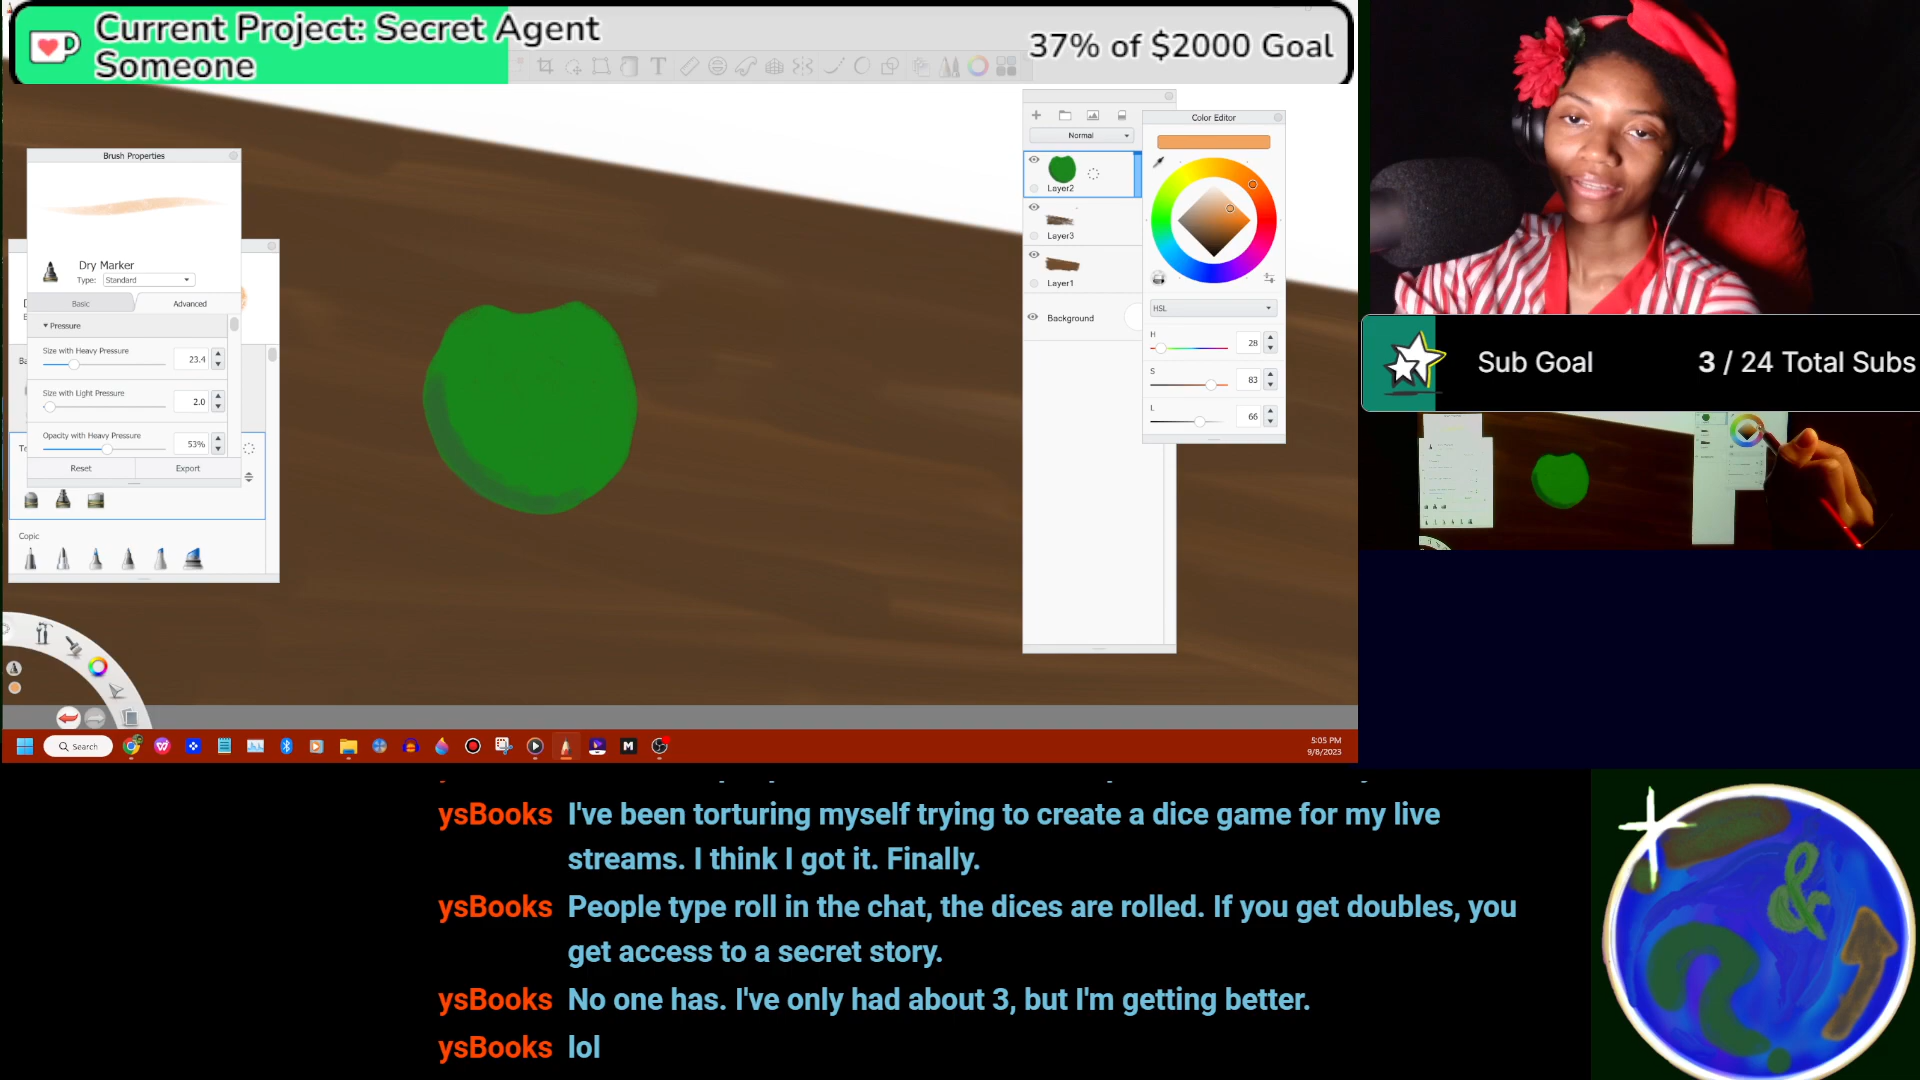 Current Project: Secret Agent
Someone
37% of $2000 Goal
Brush Properties
Dry Marker
Type: Standard
Basic
Advanced
Pressure
Size with Heavy Pressure
23.4
Size with Light Pressure
2.0
Opacity with Heavy Pressure
53%
Reset
Export
Copic
Normal
Layer2
Layer3
Layer1
Background
Color Editor
HSL
H
28
S
83
L
66
Sub Goal
3 / 24 Total Subs
Search
5:05 PM
9/8/2023
ysBooks I've been torturing myself trying to create a dice game for my live
streams. I think I got it. Finally.
ysBooks People type roll in the chat, the dices are rolled. If you get doubles, you
get access to a secret story.
ysBooks No one has. I've only had about 3, but I'm getting better.
ysBooks lol
&